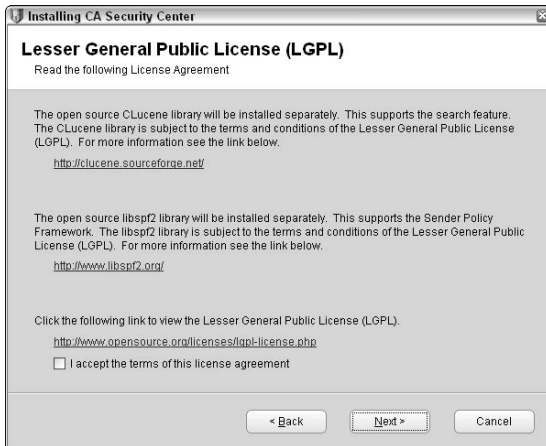 Installing CA Security Center
Lesser General Public License (LGPL)
Read the following License Agreement
The open source CLucene library will be installed separately.  This supports the search feature.
The CLucene library is subject to the terms and conditions of the Lesser General Public License
(LGPL).  For more information see the link below.
http://clucene.sourceforge.net/
The open source libspf2 library will be installed separately.  This supports the Sender Policy
Framework.  The libspf2 library is subject to the terms and conditions of the Lesser General Public
License (LGPL).  For more information see the link below.
http://www.libspf2.org/
Click the following link to view the Lesser General Public License (LGPL).
http://www.opensource.org/licenses/lgpl-license.php
I accept the terms of this license agreement
< Back
Next >
Cancel